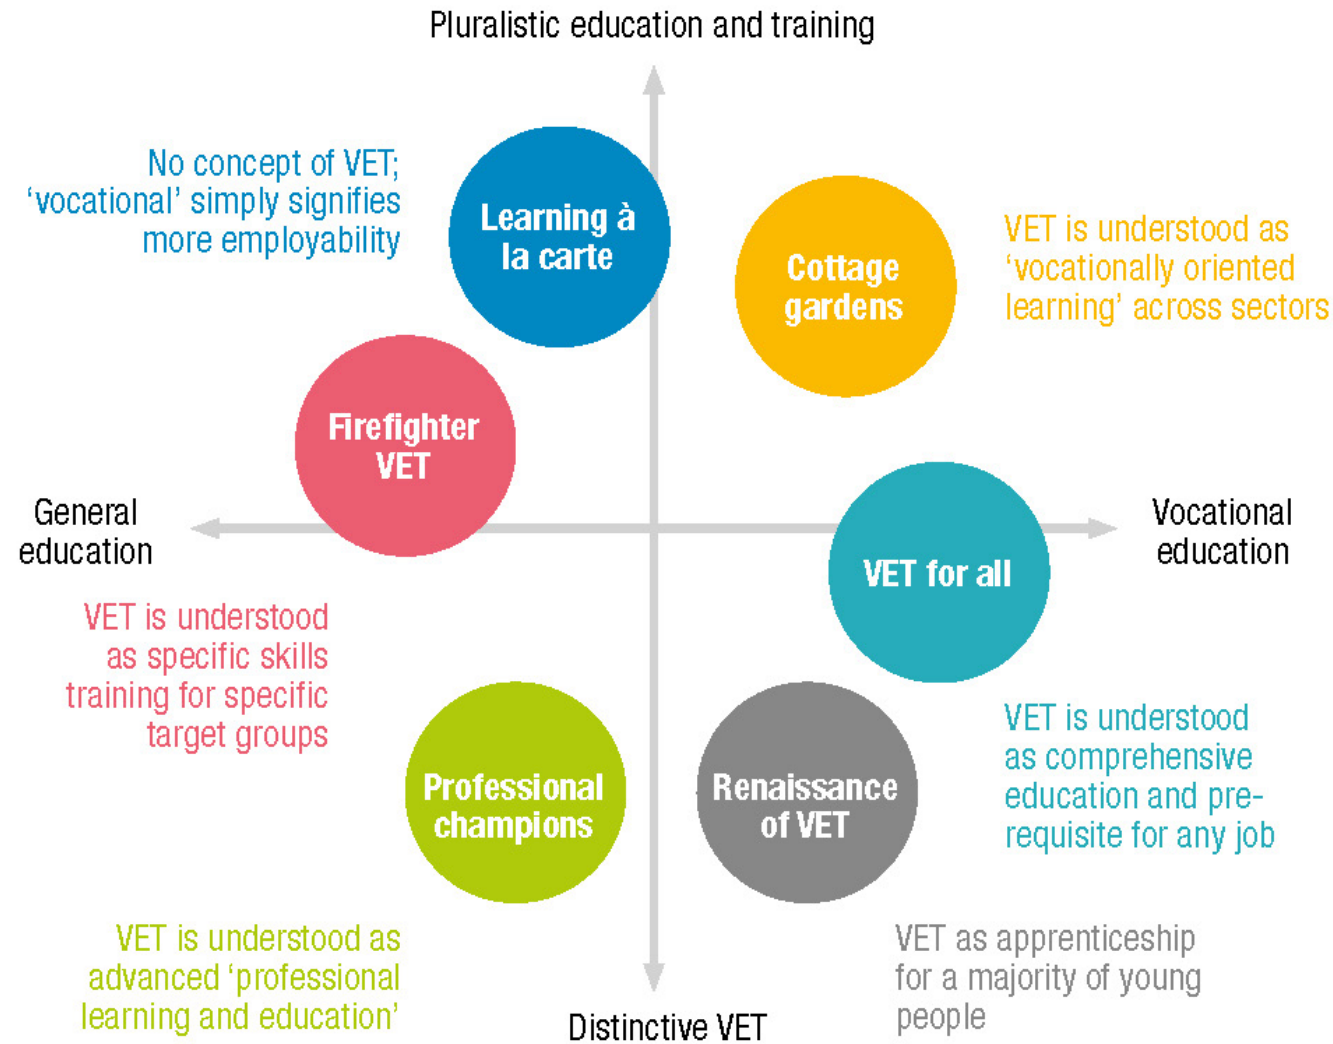 Pluralistic education and training
No concept of VET;
‘vocational’ simply signifies
more employability
Learning à
la carte
Cottage
gardens
VET is understood as
‘vocationally oriented
learning’ across sectors
Firefighter
VET
General
education
Vocational
education
VET for all
VET is understood
as specific skills
training for specific
target groups
Professional
champions
Renaissance
of VET
VET is understood
as comprehensive
education and pre-
requisite for any job
VET is understood as
advanced ‘professional
learning and education’
VET as apprenticeship
for a majority of young
people
Distinctive VET